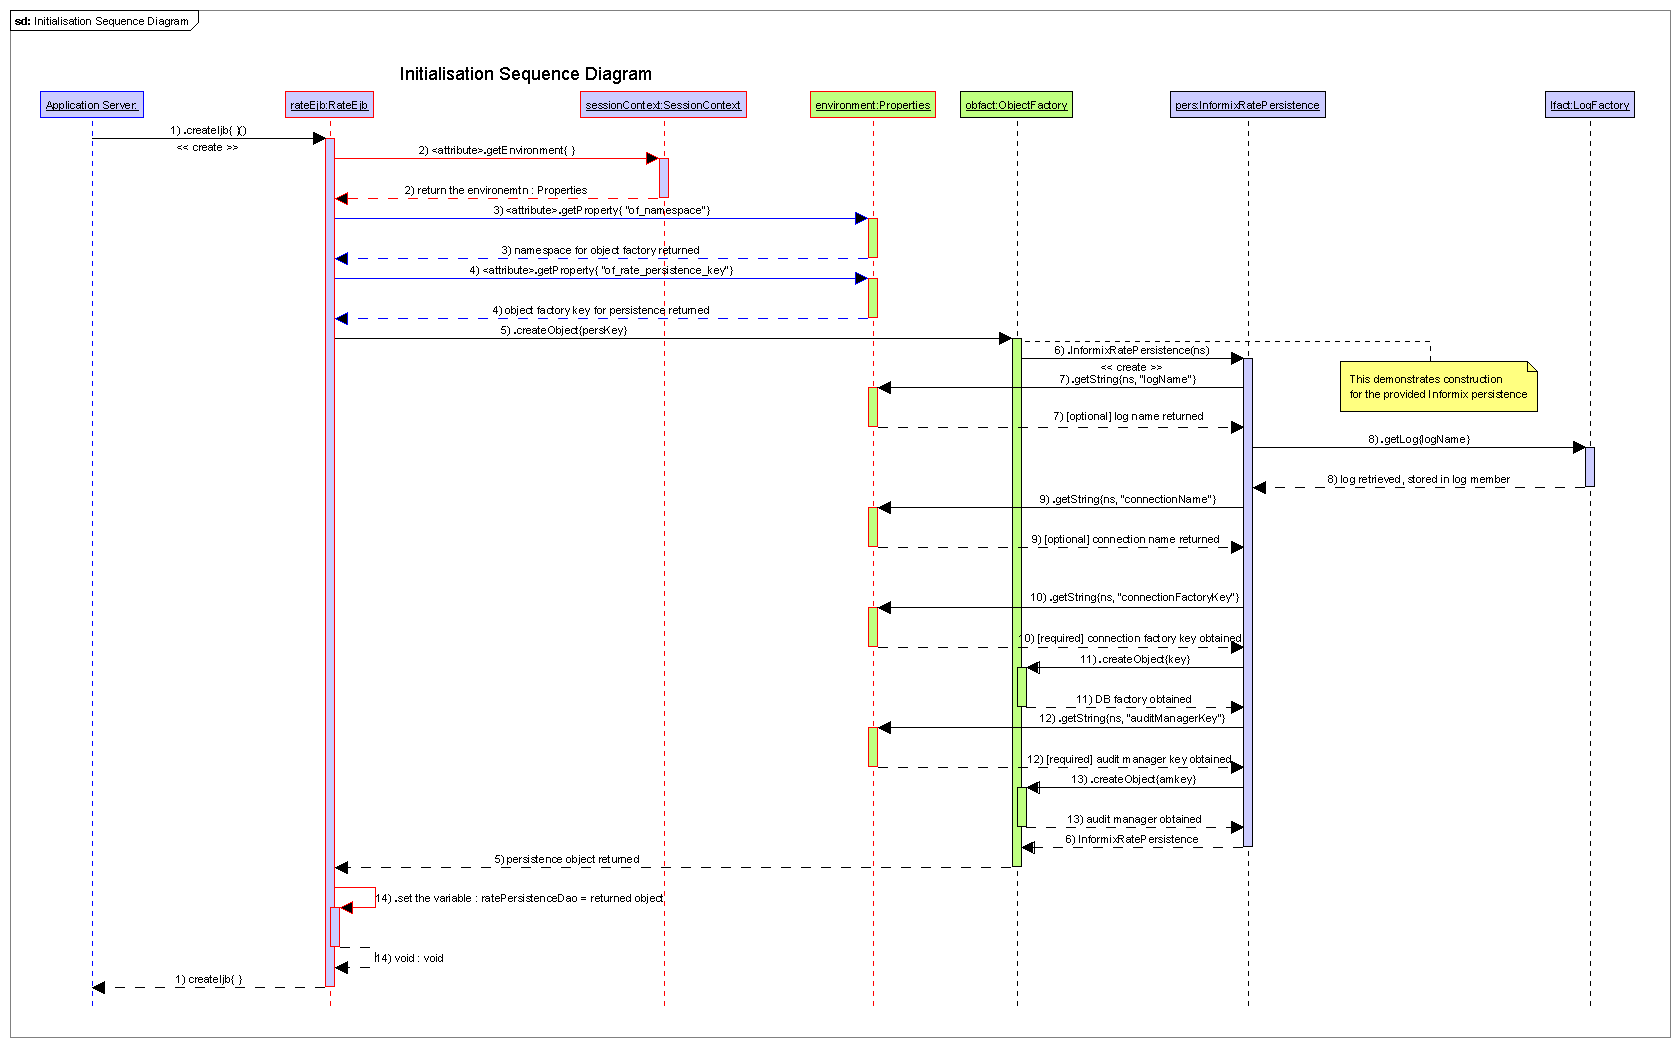 sd: Initialisation Sequence Diagram
Initialisation Sequence Diagram
Application Server:
rateEjb:RateEjb
sessionContext:SessionContext
environment:Properties
obfact:ObjectFactory
pers:InformixRatePersistence
lfact:LogFactory
1) .createIjb{ }()
<< create >>
2) <attribute>.getEnvironment{ }
2) return the environemtn : Properties
3) <attribute>.getProperty{ "of_namespace"}
3) namespace for object factory returned
4) <attribute>.getProperty{ "of_rate_persistence_key"}
4) object factory key for persistence returned
5) .createObject{persKey}
6) .InformixRatePersistence(ns)
<< create >>
This demonstrates construction
for the provided Informix persistence
7) .getString{ns, "logName"}
7) [optional] log name returned
8) .getLog{logName}
8) log retrieved, stored in log member
9) .getString{ns, "connectionName"}
9) [optional] connection name returned
10) .getString{ns, "connectionFactoryKey"}
10) [required] connection factory key obtained
11) .createObject{key}
11) DB factory obtained
12) .getString{ns, "auditManagerKey"}
12) [required] audit manager key obtained
13) .createObject{amkey}
13) audit manager obtained
6) InformixRatePersistence
5) persistence object returned
14) .set the variable : ratePersistenceDao = returned object
14) void : void
1) createIjb{ }